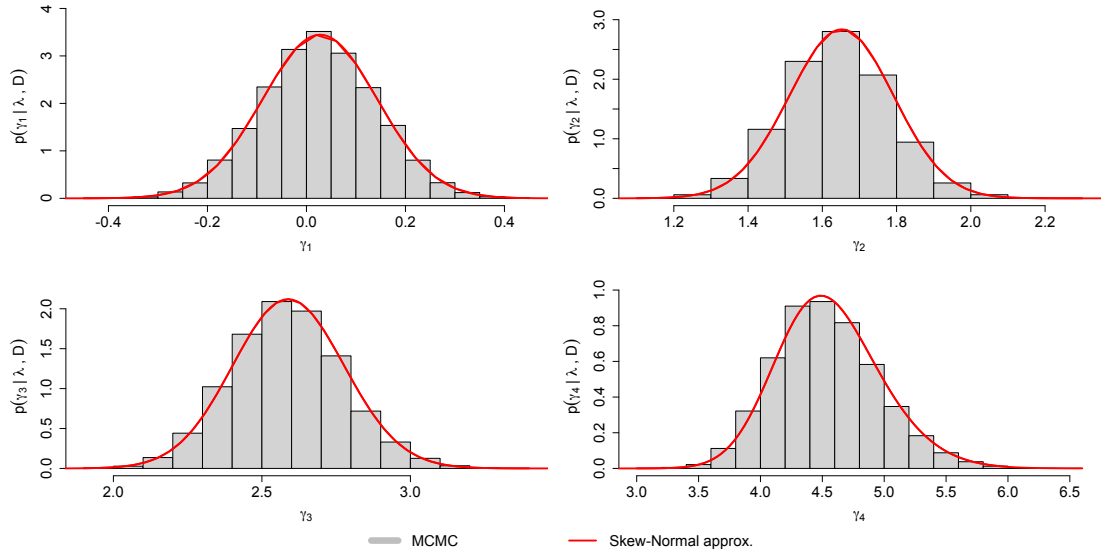 p(γ1 | λ, D)
0 1 2 3 4
-0.4 -0.2 0.0 0.2 0.4
γ1
p(γ2 | λ, D)
0.0 1.0 2.0 3.0
1.2 1.4 1.6 1.8 2.0 2.2
γ2
p(γ3 | λ, D)
0.0 0.5 1.0 1.5 2.0
2.0 2.5 3.0
γ3
p(γ4 | λ, D)
0.0 0.2 0.4 0.6 0.8 1.0
3.0 3.5 4.0 4.5 5.0 5.5 6.0 6.5
γ4
MCMC Skew-Normal approx.